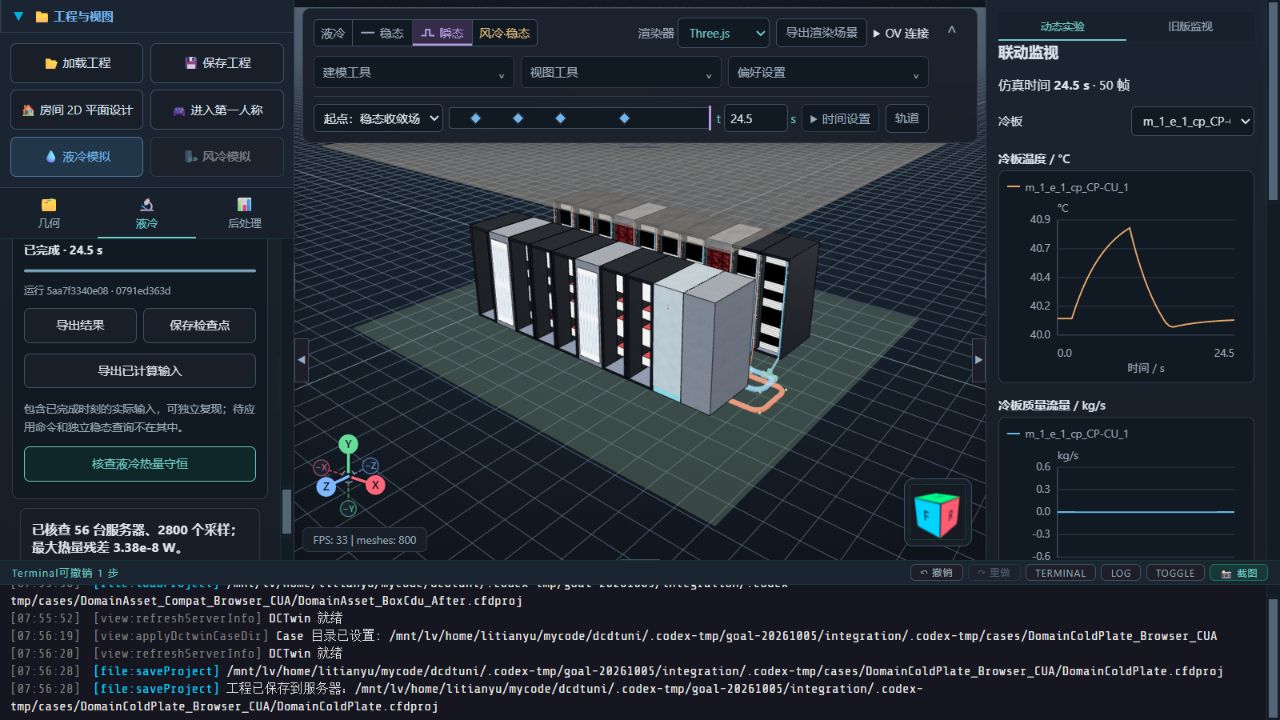 ▼ 工程与视图
加载工程
保存工程
房间 2D 平面设计
进入第一人称
液冷模拟
风冷模拟
几何
液冷
后处理
已完成 · 24.5 s
运行 5aa7f3340e08 · 0791ed363d
导出结果
保存检查点
导出已计算输入
包含已完成时刻的实际输入，可独立复现；待应
用命令和独立稳态查询不在其中。
核查液冷热量守恒
已核查 56 台服务器、2800 个采样；
最大热量残差 3.38e-8 W。
液冷
稳态
瞬态
风冷·稳态
渲染器
Three.js
导出渲染场景
▶ OV 连接
建模工具
视图工具
偏好设置
起点：稳态收敛场
t
24.5
s
▶ 时间设置
轨道
Y
-X
-Z
Z
X
-Y
F
R
FPS: 33 | meshes: 800
动态实验
旧版监视
联动监视
仿真时间 24.5 s · 50 帧
冷板
m_1_e_1_cp_CP-
冷板温度 / ℃
m_1_e_1_cp_CP-CU_1
℃
40.9
40.7
40.4
40.2
40.0
0.0
24.5
时间 / s
冷板质量流量 / kg/s
m_1_e_1_cp_CP-CU_1
kg/s
0.6
0.3
0.0
-0.3
-0.6
Terminal可撤销 1 步
撤销
重做
TERMINAL
LOG
TOGGLE
截图
tmp/cases/DomainAsset_Compat_Browser_CUA/DomainAsset_BoxCdu_After.cfdproj
[07:55:52] [view:refreshServerInfo] DCTwin 就绪
[07:56:19] [view:applyDctwinCaseDir] Case 目录已设置: /mnt/lv/home/litianyu/mycode/dcdtuni/.codex-tmp/goal-20261005/integration/.codex-tmp/cases/DomainColdPlate_Browser_CUA
[07:56:20] [view:refreshServerInfo] DCTwin 就绪
[07:56:28] [file:saveProject] /mnt/lv/home/litianyu/mycode/dcdtuni/.codex-tmp/goal-20261005/integration/.codex-tmp/cases/DomainColdPlate_Browser_CUA/DomainColdPlate.cfdproj
[07:56:28] [file:saveProject] 工程已保存到服务器: /mnt/lv/home/litianyu/mycode/dcdtuni/.codex-tmp/goal-20261005/integration/.codex-
tmp/cases/DomainColdPlate_Browser_CUA/DomainColdPlate.cfdproj